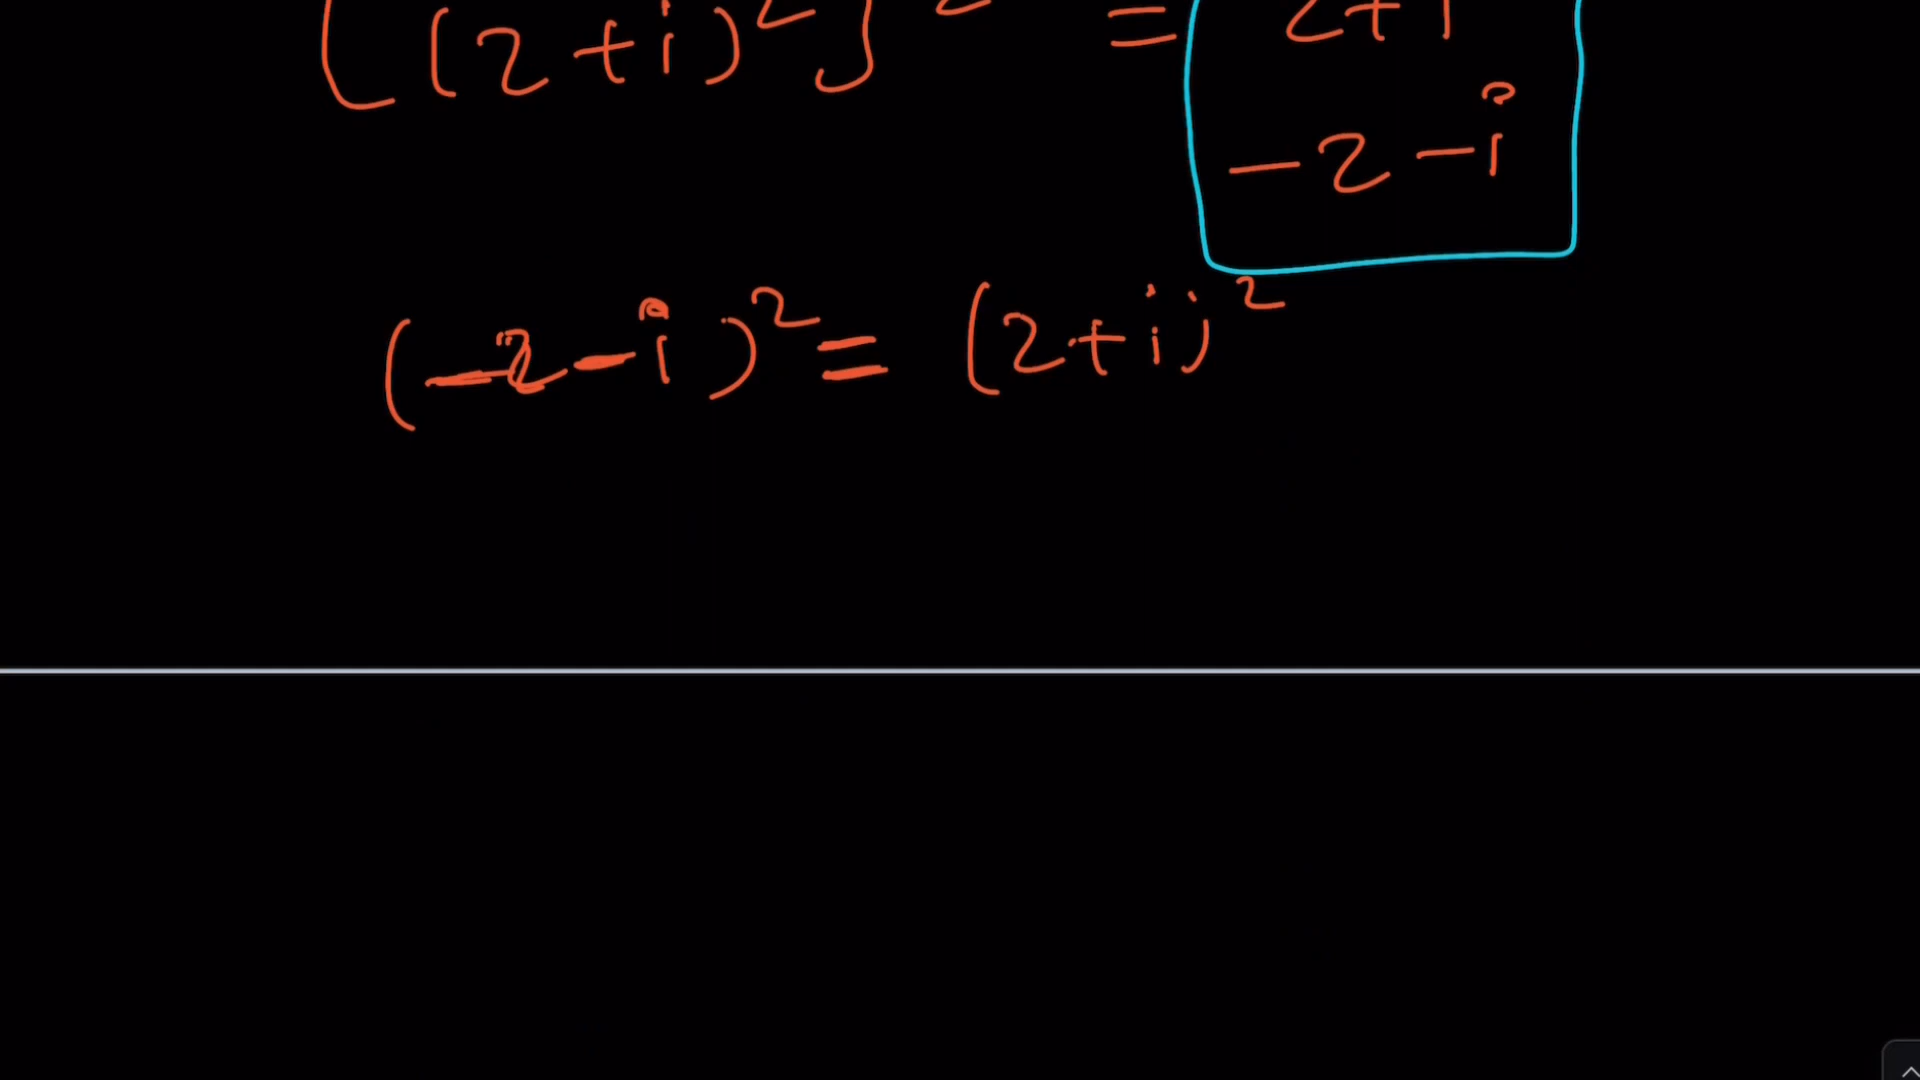 [(2+i)²]² = 2+i
-2-i
(-2-i)² = (2+i)²